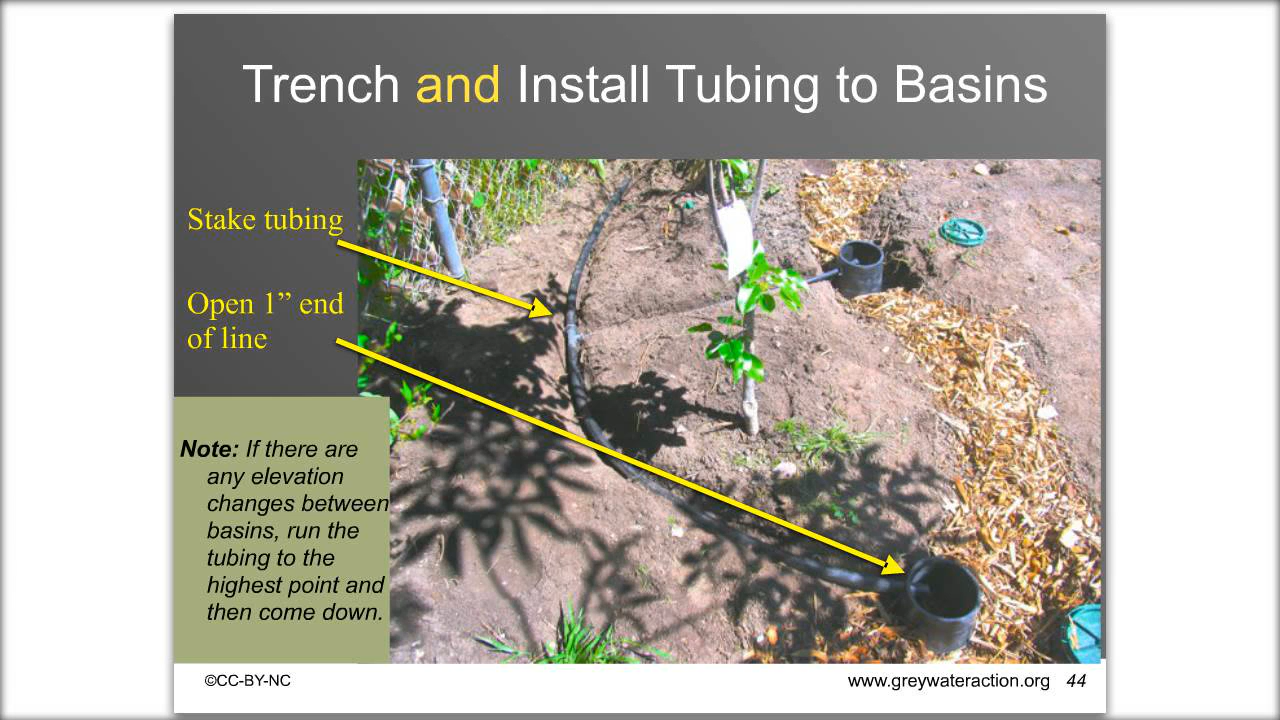 Trench and Install Tubing to Basins
Stake tubing
Open 1” end
of line
Note: If there are
any elevation
changes between
basins, run the
tubing to the
highest point and
then come down.
©CC-BY-NC
www.greywateraction.org 44